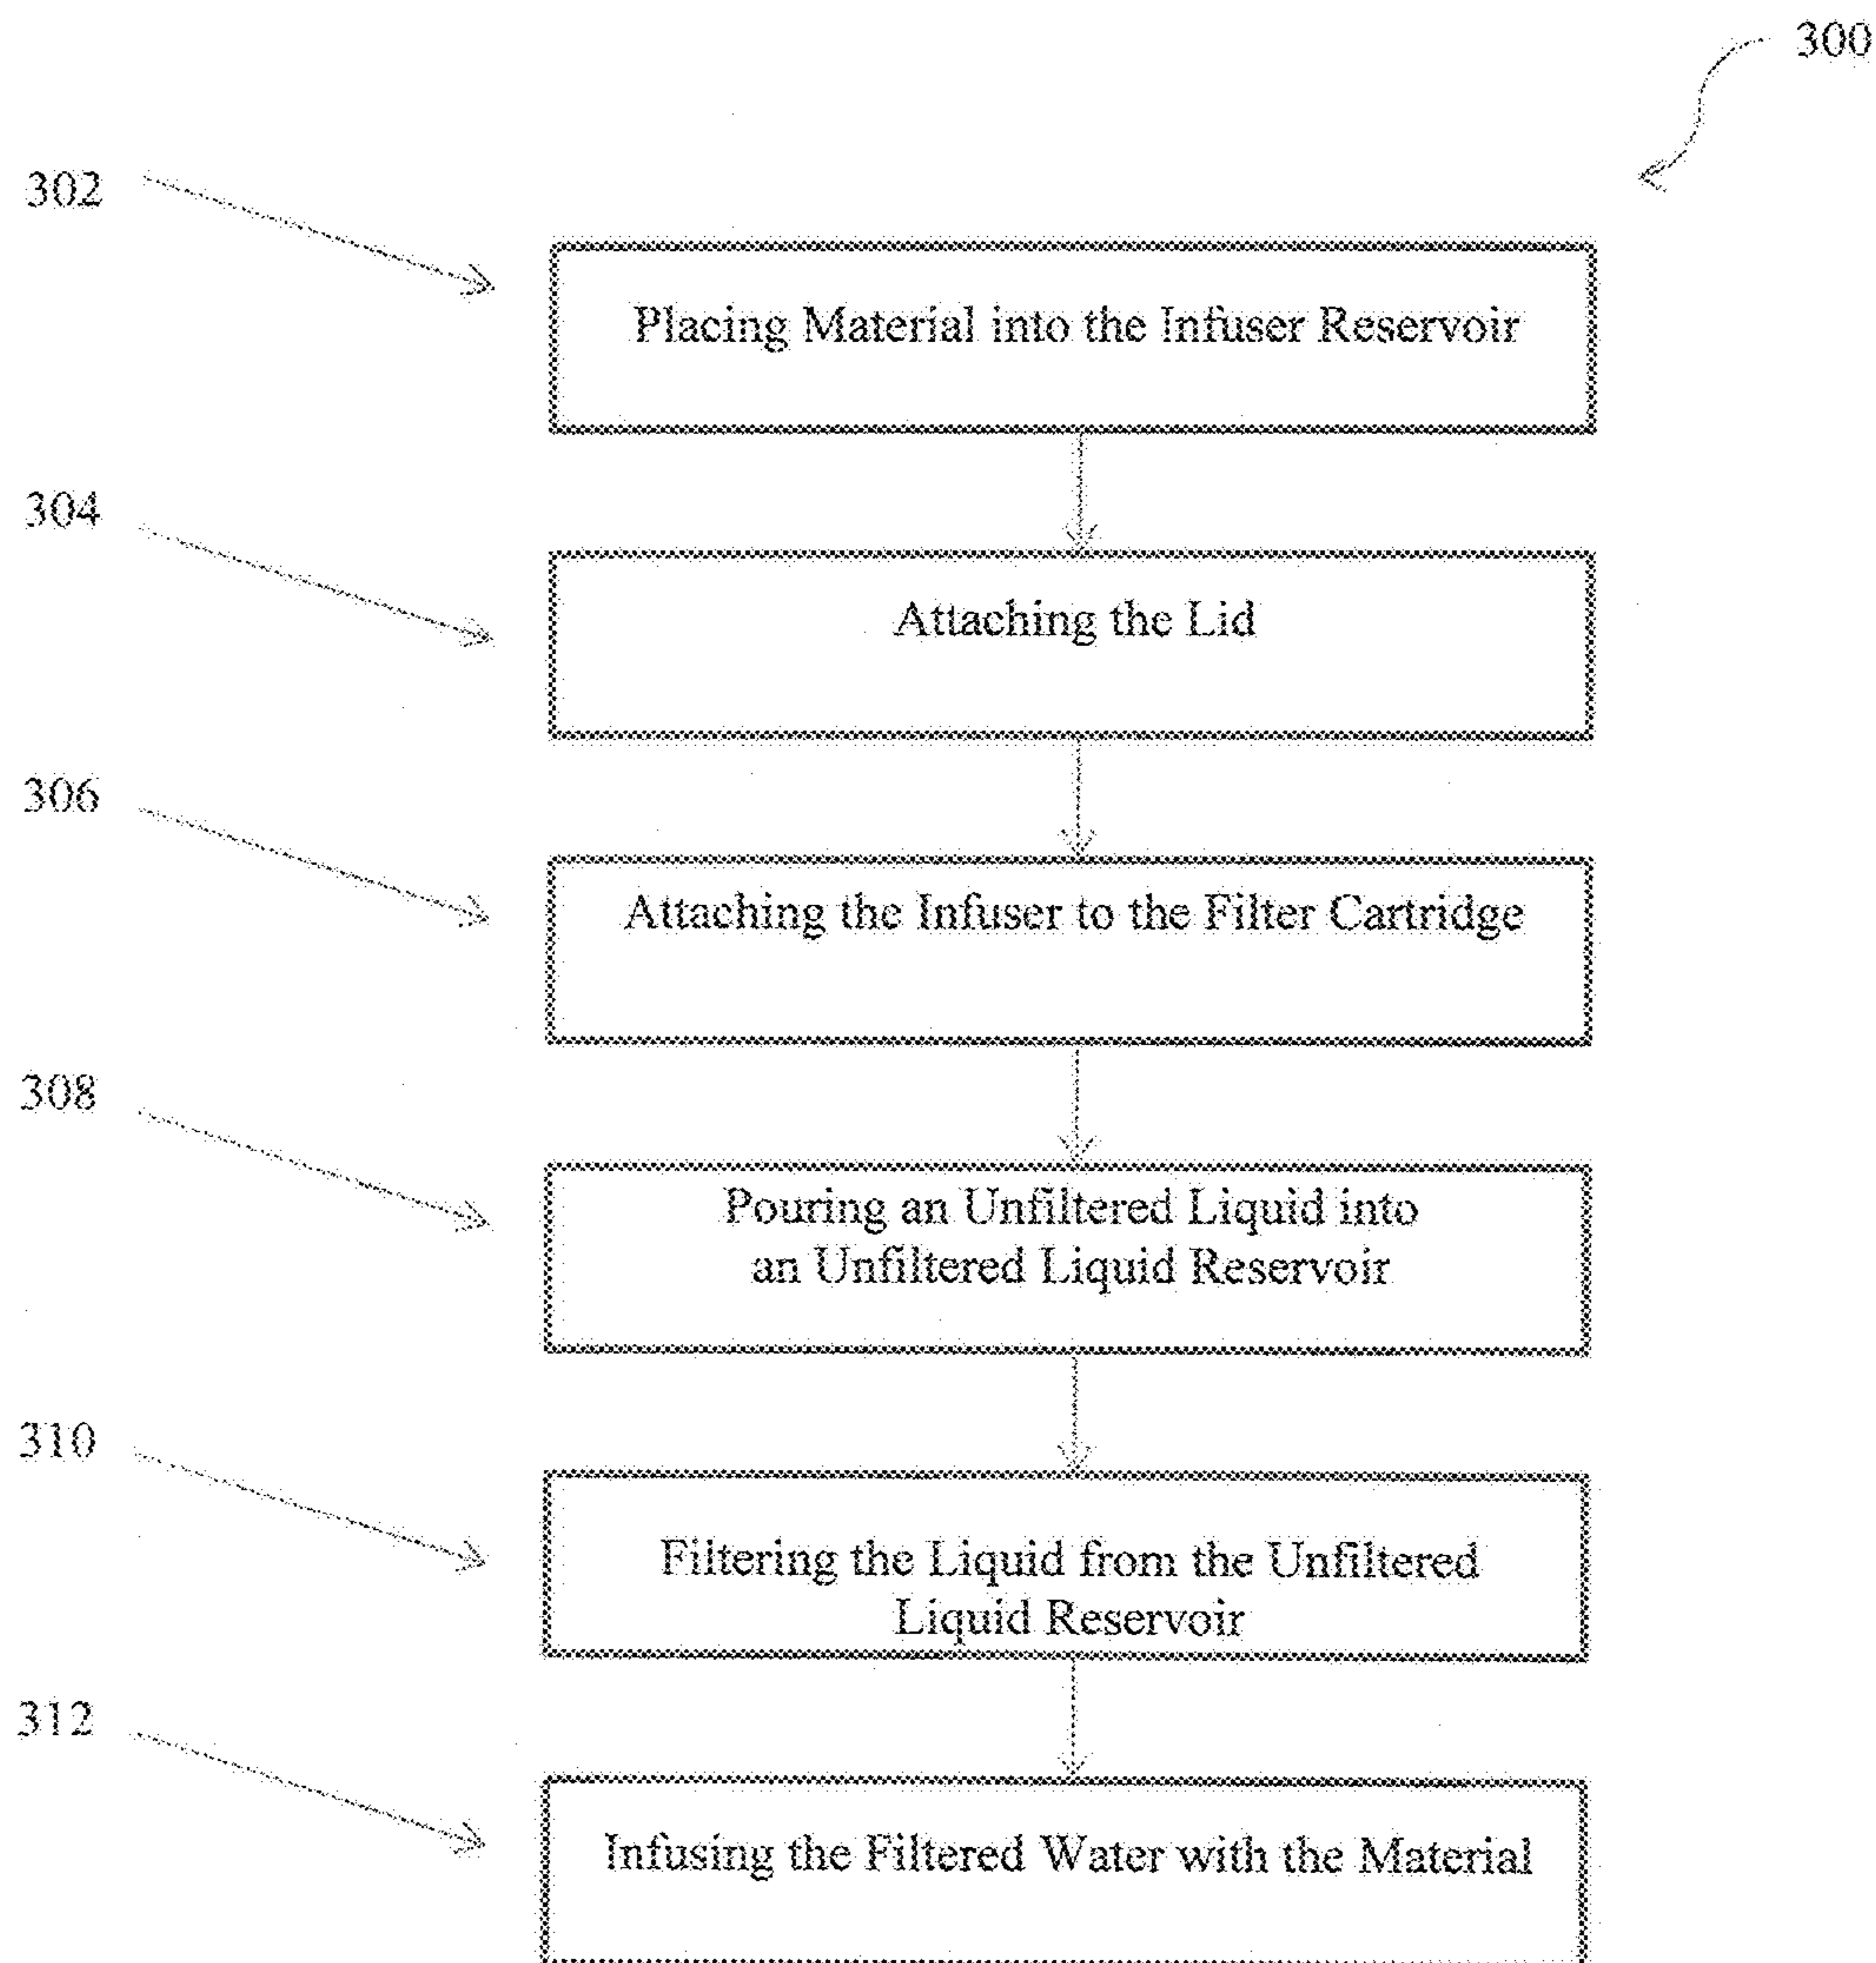 300
302
Placing Material into the Infuser Reservoir
304
Attaching the Lid
306
Attaching the Infuser to the Filter Cartridge
308
Pouring an Unfiltered Liquid into
an Unfiltered Liquid Reservoir
310
Filtering the Liquid from the Unfiltered
Liquid Reservoir
312
Infusing the Filtered Water with the Material